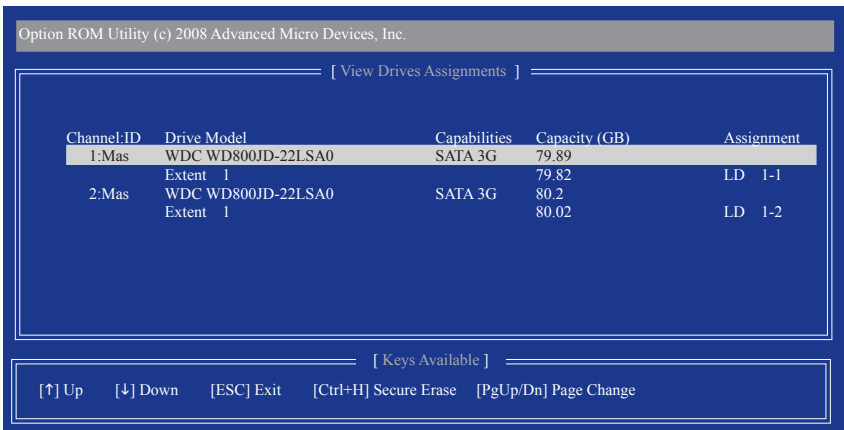 Option ROM Utility (c) 2008 Advanced Micro Devices, Inc.
[ View Drives Assignments ]
Channel:ID Drive Model Capabilities Capacity (GB) Assignment
1:Mas WDC WD800JD-22LSA0 SATA 3G 79.89
Extent 1 79.82 LD 1-1
2:Mas WDC WD800JD-22LSA0 SATA 3G 80.2
Extent 1 80.02 LD 1-2
[ Keys Available ]
[↑] Up [↓] Down [ESC] Exit [Ctrl+H] Secure Erase [PgUp/Dn] Page Change